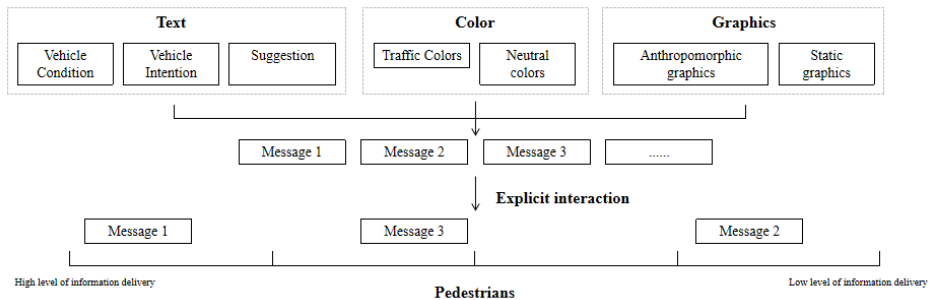 Text
Color
Graphics
Vehicle
Condition
Vehicle
Intention
Suggestion
Traffic Colors
Neutral
colors
Anthropomorphic
graphics
Static
graphics
Message 1
Message 2
Message 3
......
Explicit interaction
Message 1
Message 3
Message 2
High level of information delivery
Low level of information delivery
Pedestrians